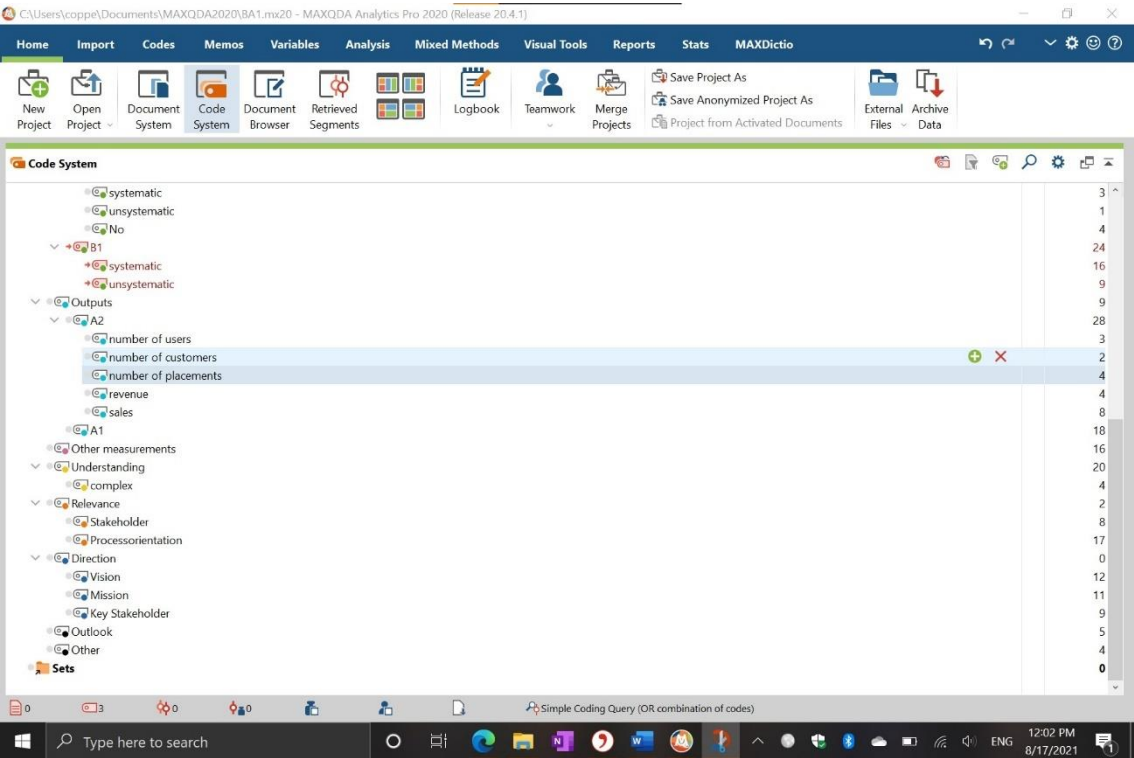 C:\Users\coppe\Documents\MAXQDA2020\BA1.mx20 - MAXQDA Analytics Pro 2020 (Release 20.4.1)
Home Import Codes Memos Variables Analysis Mixed Methods Visual Tools Reports Stats MAXDictio
New Project
Open Project
Document System
Code System
Document Browser
Retrieved Segments
Logbook
Teamwork
Merge Projects
Save Project As
Save Anonymized Project As
Project from Activated Documents
External Files
Archive Data
Code System
systematic 3
unsystematic 1
No 4
B1 24
systematic 16
unsystematic 9
Outputs 9
A2 28
number of users 3
number of customers 2
number of placements 4
revenue 4
sales 8
A1 18
Other measurements 16
Understanding 20
complex 4
Relevance 2
Stakeholder 8
Processorientation 17
Direction 0
Vision 12
Mission 11
Key Stakeholder 9
Outlook 5
Other 4
Sets 0
0 3 0 0 Simple Coding Query (OR combination of codes)
Type here to search ENG 12:02 PM
8/17/2021 1